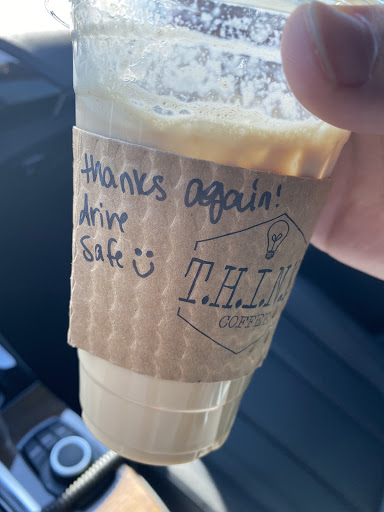 thanks again!
drive
safe
T.H.I.N.
COFFEE